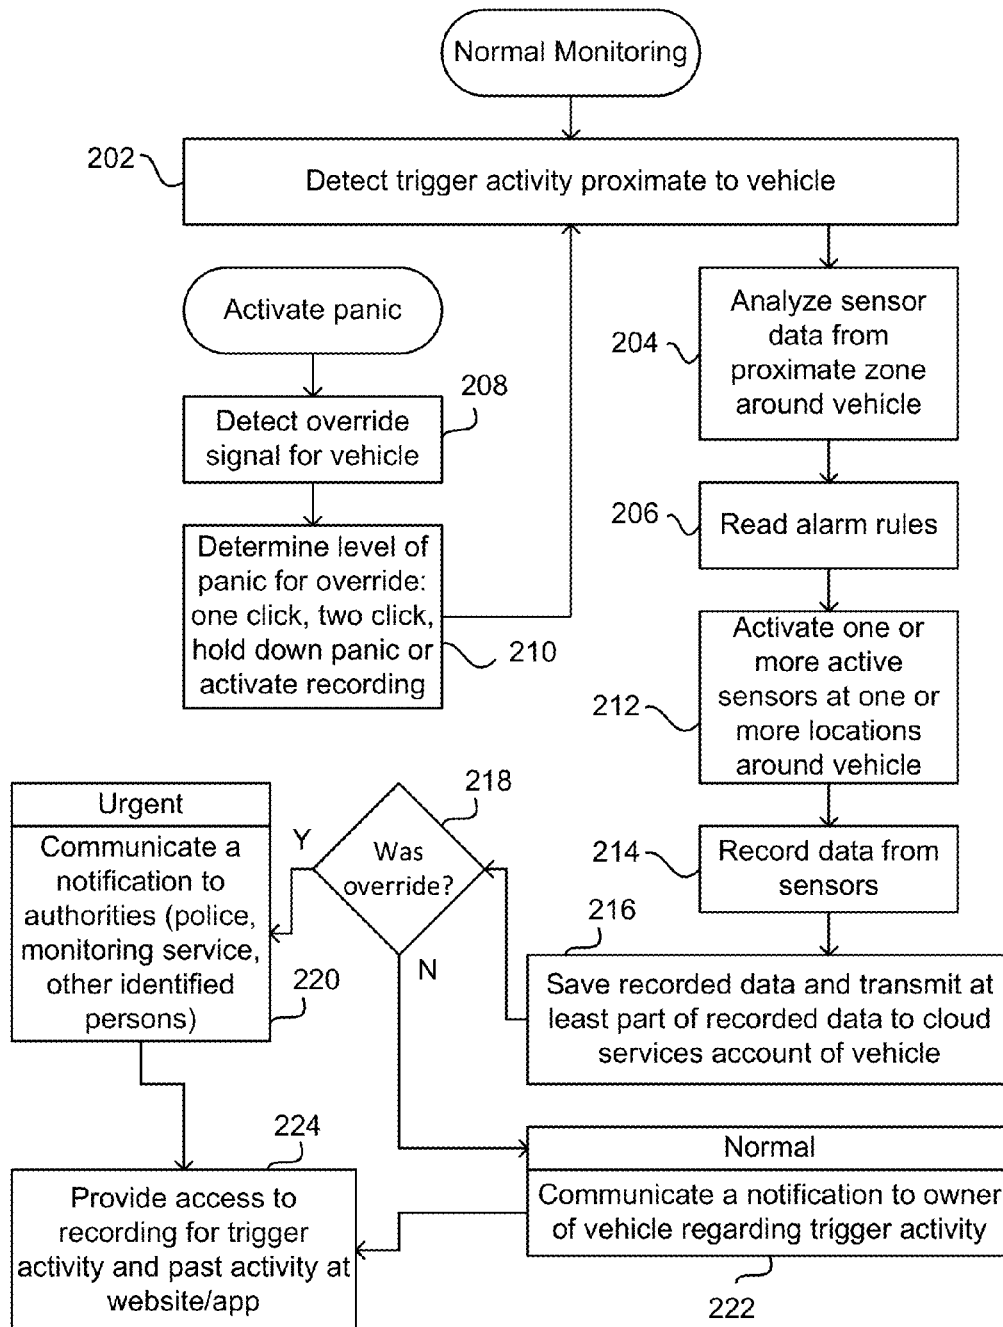 Normal Monitoring
202
Detect trigger activity proximate to vehicle
Activate panic
204
Analyze sensor
data from
proximate zone
around vehicle
208
Detect override
signal for vehicle
206
Read alarm rules
Determine level of
panic for override:
one click, two click,
hold down panic or
activate recording
210
212
Activate one or
more active
sensors at one or
more locations
around vehicle
218
Was
override?
Y
N
Urgent
Communicate a
notification to
authorities (police,
monitoring service,
other identified
persons)
220
214
Record data from
sensors
216
Save recorded data and transmit at
least part of recorded data to cloud
services account of vehicle
224
Provide access to
recording for trigger
activity and past activity at
website/app
Normal
Communicate a notification to owner
of vehicle regarding trigger activity
222